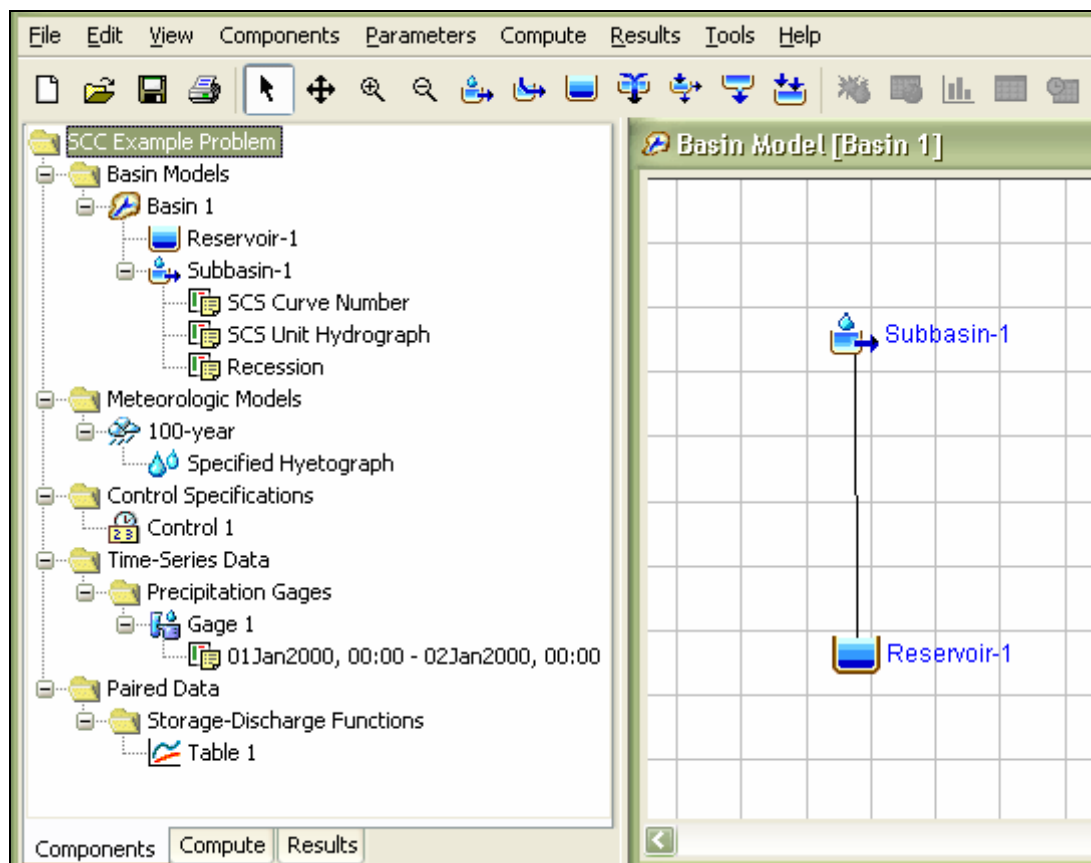 File Edit View Components Parameters Compute Results Tools Help
SCC Example Problem
Basin Models
Basin 1
Reservoir-1
Subbasin-1
SCS Curve Number
SCS Unit Hydrograph
Recession
Meteorologic Models
100-year
Specified Hyetograph
Control Specifications
Control 1
Time-Series Data
Precipitation Gages
Gage 1
01Jan2000, 00:00 - 02Jan2000, 00:00
Paired Data
Storage-Discharge Functions
Table 1
Components Compute Results
Basin Model [Basin 1]
Subbasin-1
Reservoir-1